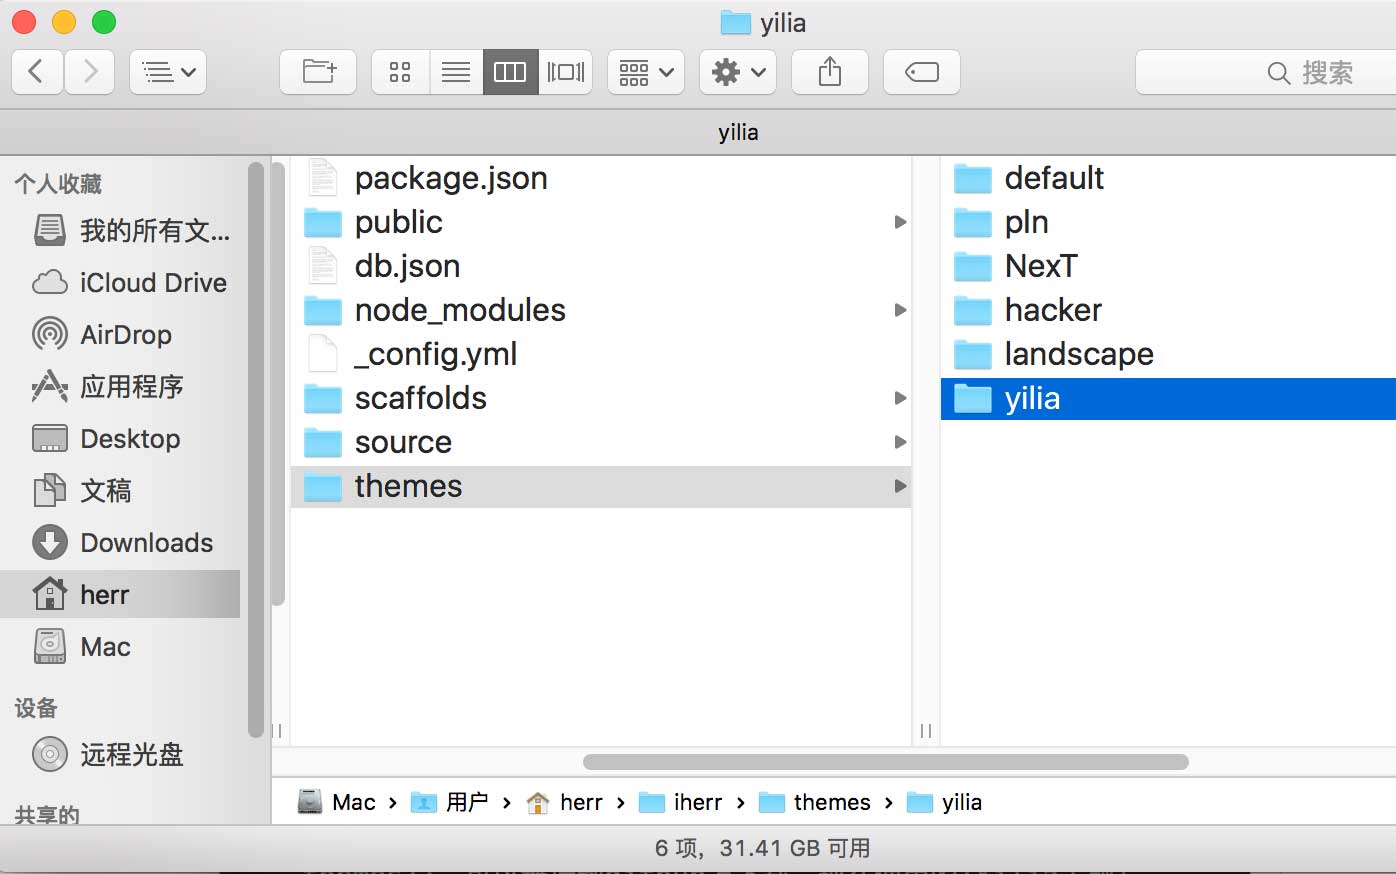 yilia
搜索
yilia
个人收藏
我的所有文...
iCloud Drive
AirDrop
应用程序
Desktop
文稿
Downloads
herr
Mac
设备
远程光盘
共享的
package.json
public
db.json
node_modules
_config.yml
scaffolds
source
themes
default
pln
NexT
hacker
landscape
yilia
Mac › 用户 › herr › iherr › themes › yilia
6 项，31.41 GB 可用